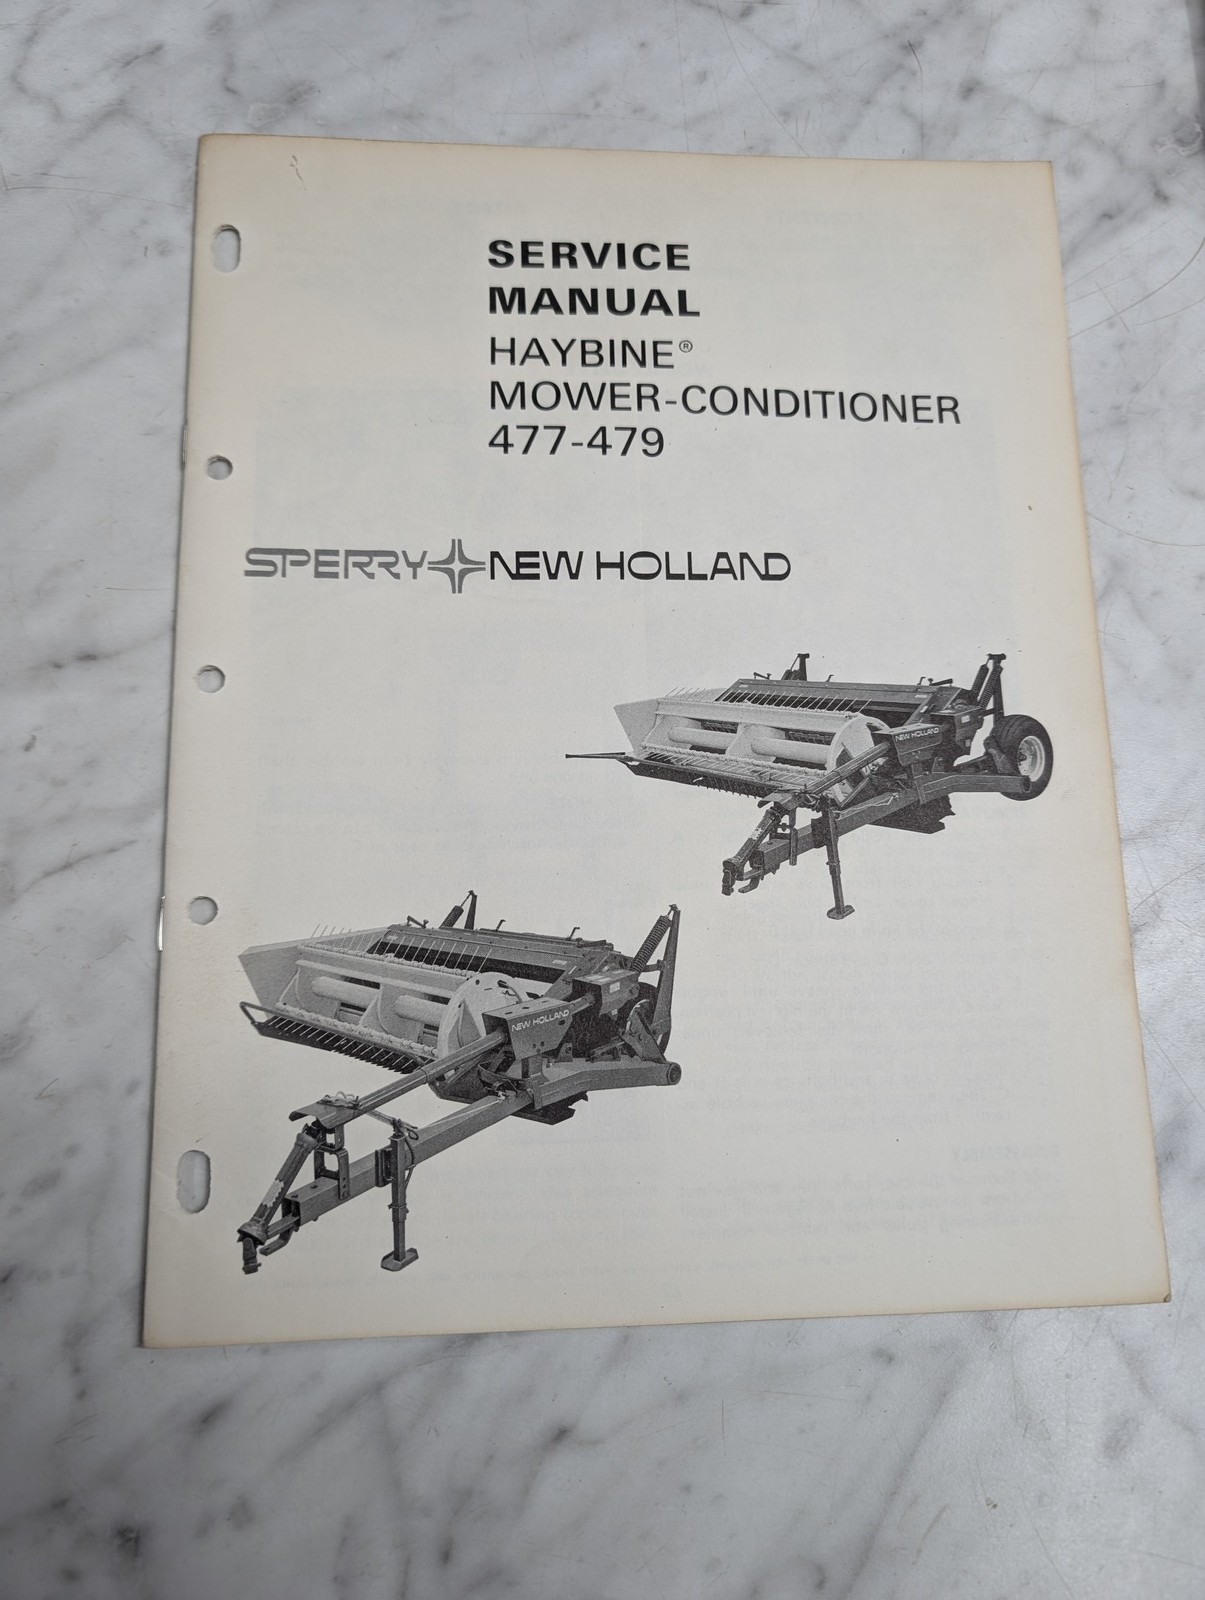 SERVICE
MANUAL
HAYBINE®
MOWER-CONDITIONER
477-479
SPERRY NEW HOLLAND
NEW HOLLAND
NEW HOLLAND